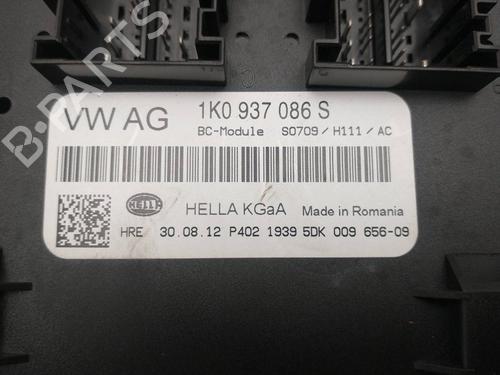 VW AG
1K0 937 086 S
BC-Module S0709 / H111 / AC
HELLA
HELLA KGaA Made in Romania
HRE 30.08.12 P402 1939 5DK 009 656-09
B-PARTS